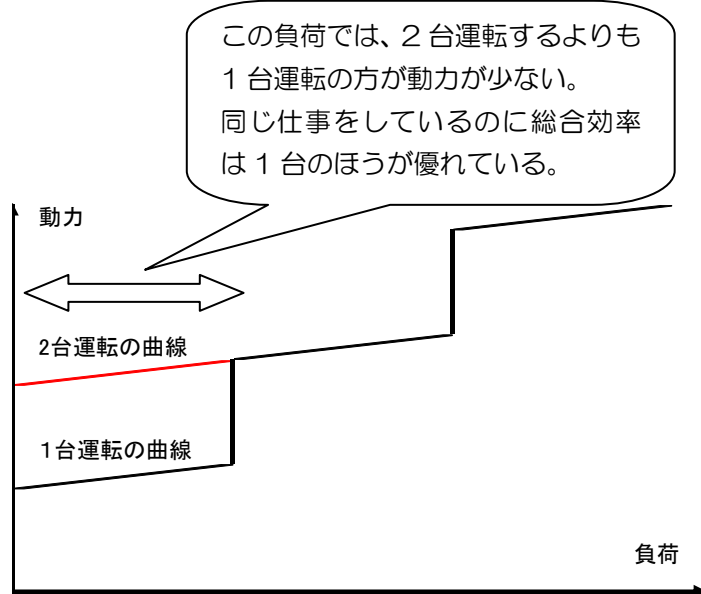 この負荷では、2 台運転するよりも
1 台運転の方が動力が少ない。
同じ仕事をしているのに総合効率
は 1 台のほうが優れている。
動力
2台運転の曲線
1台運転の曲線
負荷